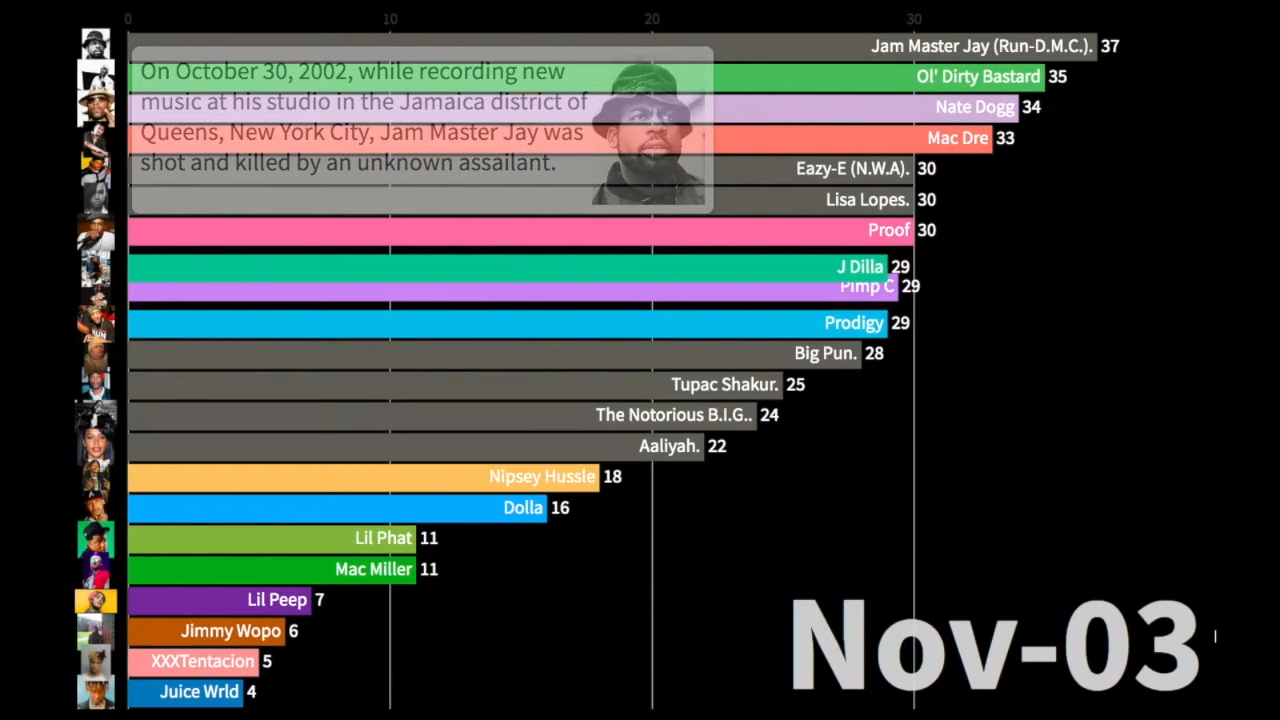 0 10 20 30
Jam Master Jay (Run-D.M.C.). 37
On October 30, 2002, while recording new
music at his studio in the Jamaica district of
Queens, New York City, Jam Master Jay was
shot and killed by an unknown assailant.
Ol' Dirty Bastard 35
Nate Dogg 34
Mac Dre 33
Eazy-E (N.W.A). 30
Lisa Lopes. 30
Proof 30
J Dilla 29
Pimp C 29
Prodigy 29
Big Pun. 28
Tupac Shakur. 25
The Notorious B.I.G.. 24
Aaliyah. 22
Nipsey Hussle 18
Dolla 16
Lil Phat 11
Mac Miller 11
Lil Peep 7
Jimmy Wopo 6
XXXTentacion 5
Juice Wrld 4
Nov-03